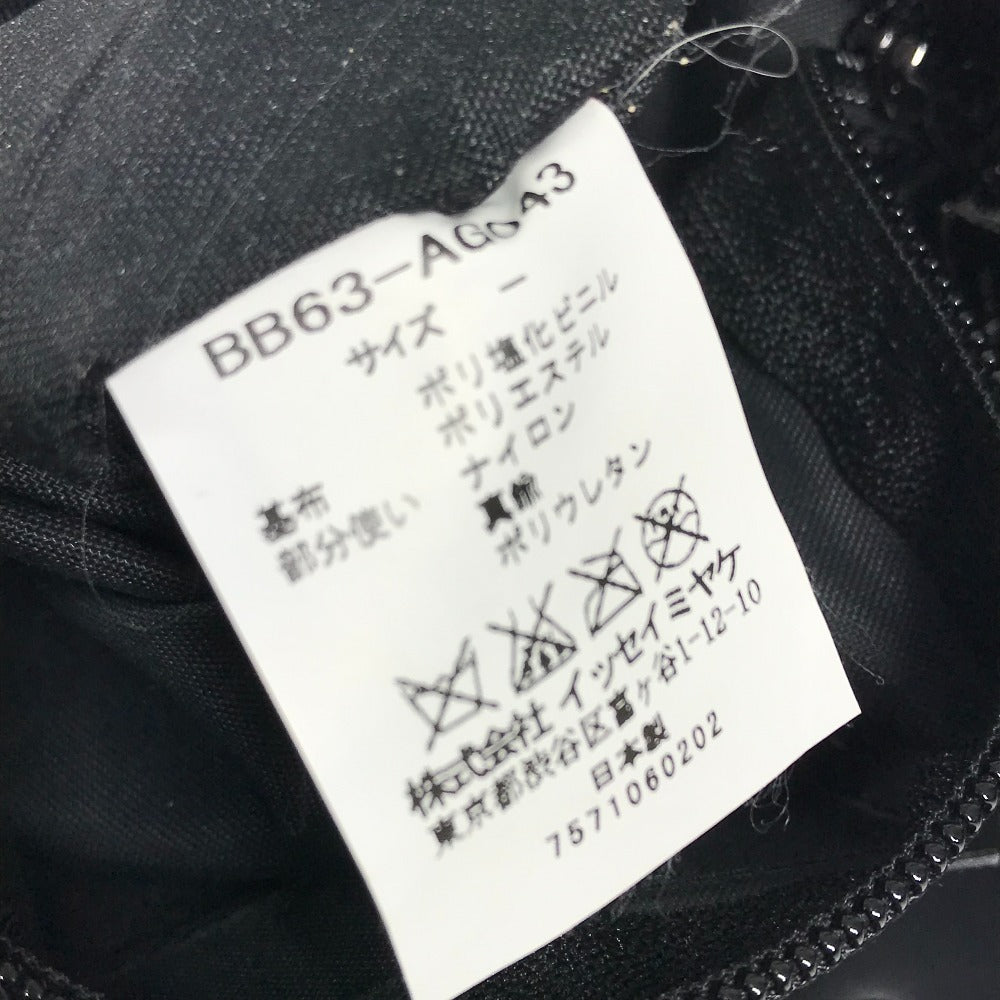 BB63-AG043
サイズ －
ポリ塩化ビニル
ポリエステル
基布 ナイロン
部分使い 真鍮
ポリウレタン
株式会社 イッセイミヤケ
東京都渋谷区富ヶ谷1-12-10
日本製
7571060202